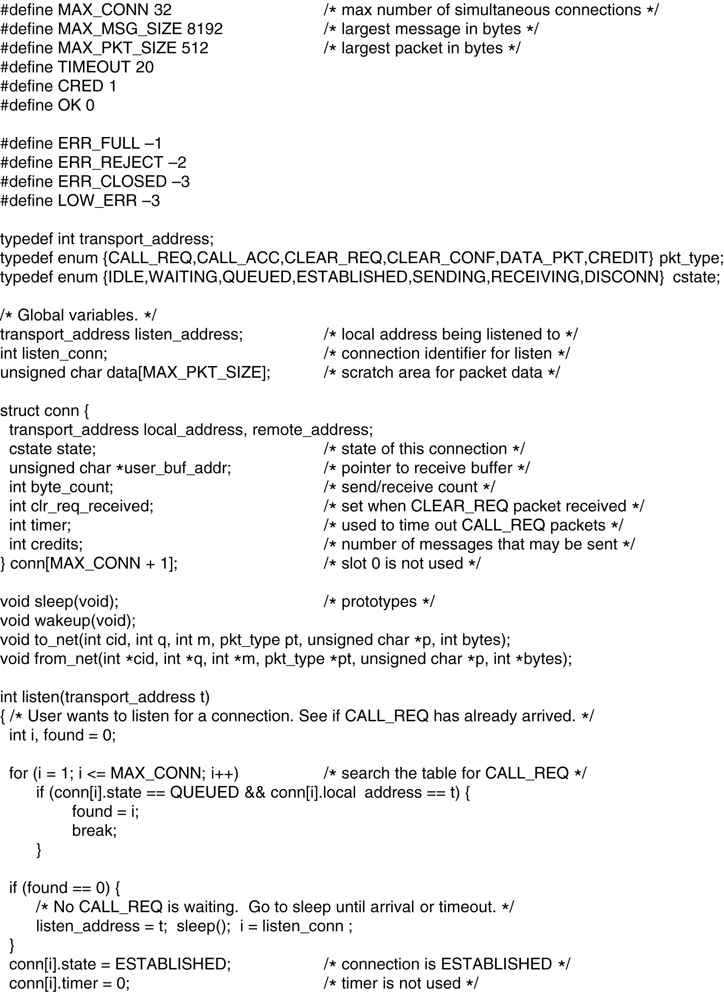 #define MAX_CONN 32 /* max number of simultaneous connections */
#define MAX_MSG_SIZE 8192 /* largest message in bytes */
#define MAX_PKT_SIZE 512 /* largest packet in bytes */
#define TIMEOUT 20
#define CRED 1
#define OK 0

#define ERR_FULL –1
#define ERR_REJECT –2
#define ERR_CLOSED –3
#define LOW_ERR –3

typedef int transport_address;
typedef enum {CALL_REQ,CALL_ACC,CLEAR_REQ,CLEAR_CONF,DATA_PKT,CREDIT} pkt_type;
typedef enum {IDLE,WAITING,QUEUED,ESTABLISHED,SENDING,RECEIVING,DISCONN} cstate;

/* Global variables. */
transport_address listen_address; /* local address being listened to */
int listen_conn; /* connection identifier for listen */
unsigned char data[MAX_PKT_SIZE]; /* scratch area for packet data */

struct conn {
  transport_address local_address, remote_address;
  cstate state; /* state of this connection */
  unsigned char *user_buf_addr; /* pointer to receive buffer */
  int byte_count; /* send/receive count */
  int clr_req_received; /* set when CLEAR_REQ packet received */
  int timer; /* used to time out CALL_REQ packets */
  int credits; /* number of messages that may be sent */
} conn[MAX_CONN + 1]; /* slot 0 is not used */

void sleep(void); /* prototypes */
void wakeup(void);
void to_net(int cid, int q, int m, pkt_type pt, unsigned char *p, int bytes);
void from_net(int *cid, int *q, int *m, pkt_type *pt, unsigned char *p, int *bytes);

int listen(transport_address t)
{ /* User wants to listen for a connection. See if CALL_REQ has already arrived. */
  int i, found = 0;

  for (i = 1; i <= MAX_CONN; i++) /* search the table for CALL_REQ */
      if (conn[i].state == QUEUED && conn[i].local address == t) {
          found = i;
          break;
      }

  if (found == 0) {
      /* No CALL_REQ is waiting. Go to sleep until arrival or timeout. */
      listen_address = t; sleep(); i = listen_conn ;
  }
  conn[i].state = ESTABLISHED; /* connection is ESTABLISHED */
  conn[i].timer = 0; /* timer is not used */